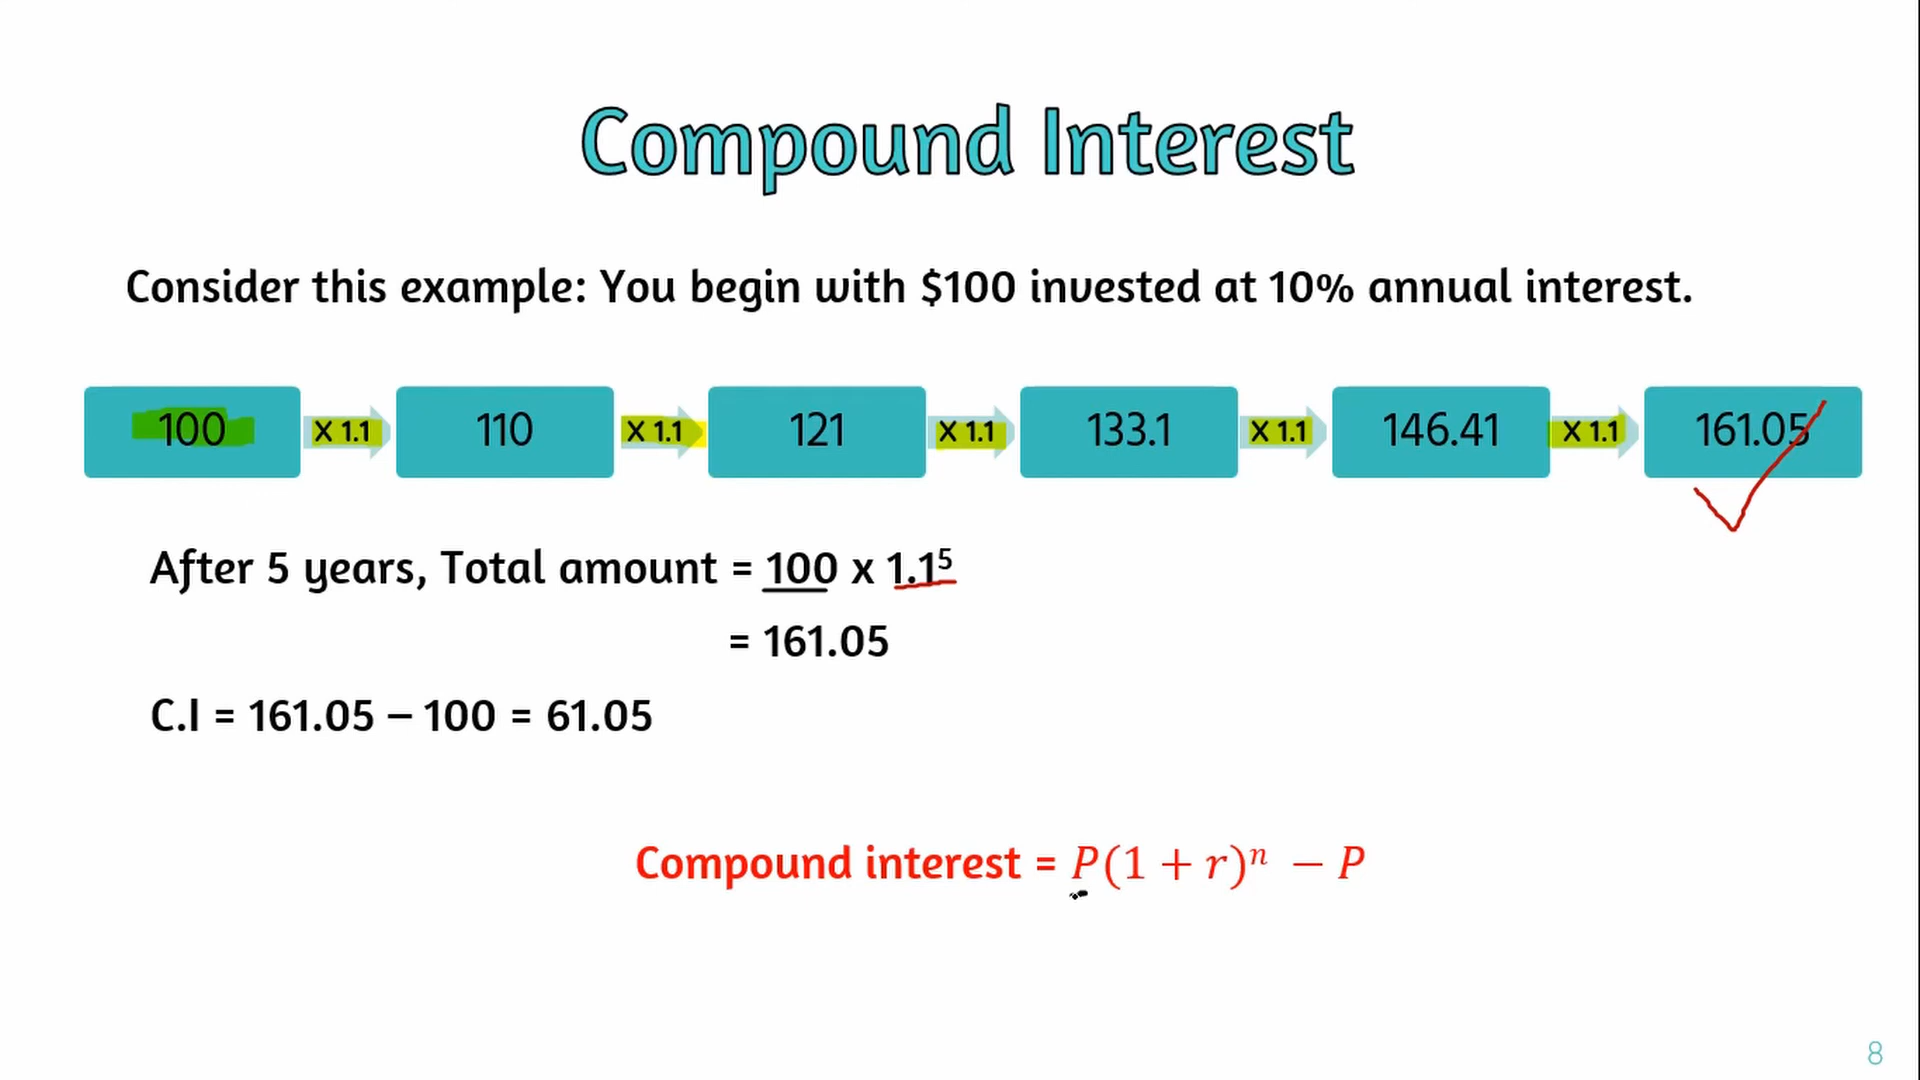 Compound Interest
Consider this example: You begin with $100 invested at 10% annual interest.
100 X 1.1 110 X 1.1 121 X 1.1 133.1 X 1.1 146.41 X 1.1 161.05
After 5 years, Total amount = 100 x 1.1⁵
= 161.05
C.I = 161.05 – 100 = 61.05
Compound interest = P(1 + r)ⁿ − P
8